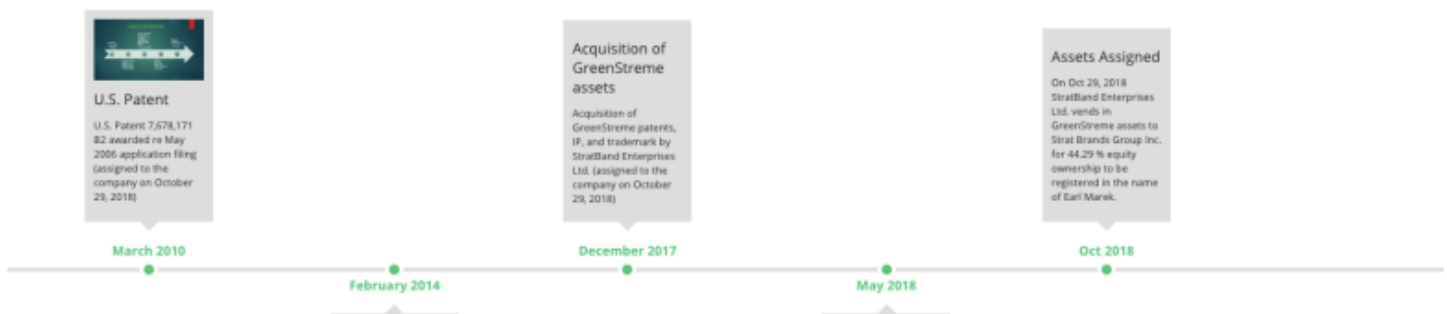 U.S. Patent
U.S. Patent 7,678,171
B2 awarded re May
2006 application filing
(assigned to the
company on October
29, 2018)
March 2010
February 2014
Acquisition of
GreenStreme
assets
Acquisition of
GreenStreme patents,
IP, and trademark by
StratBand Enterprises
Ltd. (assigned to the
company on October
29, 2018)
December 2017
May 2018
Assets Assigned
On Oct 29, 2018
StratBand Enterprises
Ltd. vends in
GreenStreme assets to
Strat Brands Group Inc.
for 44.29 % equity
ownership to be
registered in the name
of Earl Marek.
Oct 2018